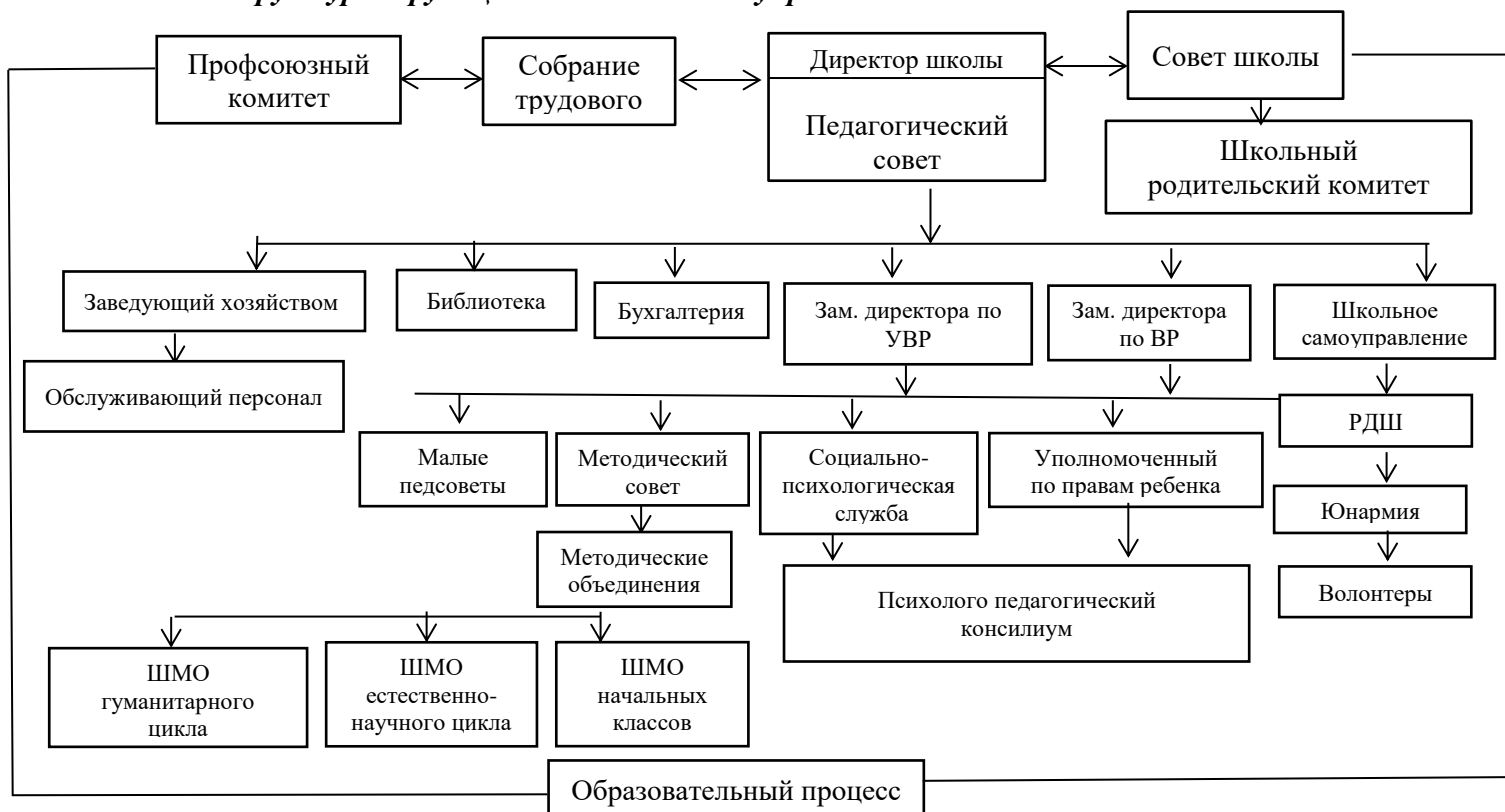 Профсоюзный
комитет
Собрание
трудового
Директор школы
Педагогический
совет
Совет школы
Школьный
родительский комитет
Заведующий хозяйством
Библиотека
Бухгалтерия
Зам. директора по
УВР
Зам. директора
по ВР
Школьное
самоуправление
Обслуживающий персонал
РДШ
Малые
педсоветы
Методический
совет
Социально-
психологическая
служба
Уполномоченный
по правам ребенка
Юнармия
Методические
объединения
Психолого педагогический
консилиум
Волонтеры
ШМО
гуманитарного
цикла
ШМО
естественно-
научного цикла
ШМО
начальных
классов
Образовательный процесс